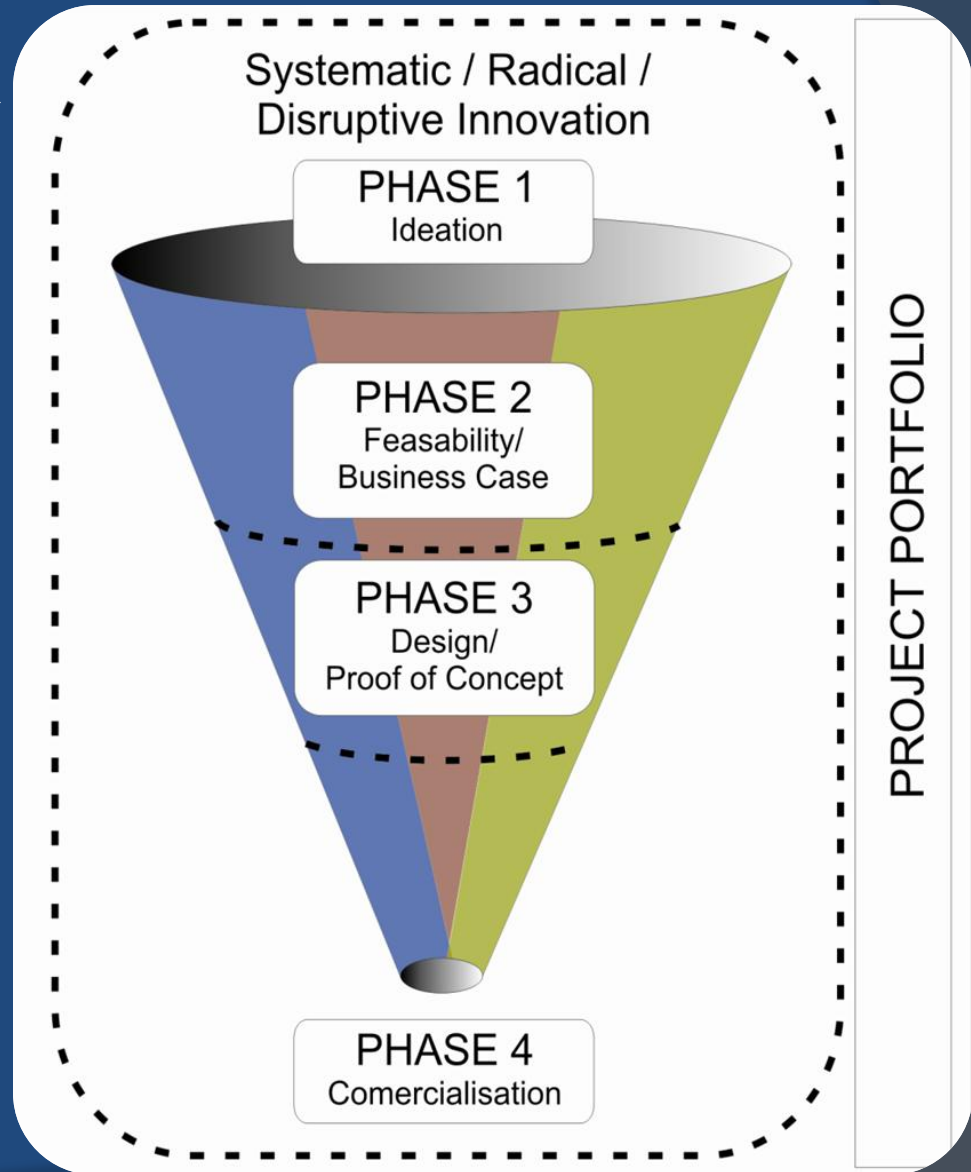 Systematic / Radical /
Disruptive Innovation
PHASE 1
Ideation
PHASE 2
Feasability/
Business Case
PHASE 3
Design/
Proof of Concept
PHASE 4
Comercialisation
PROJECT PORTFOLIO